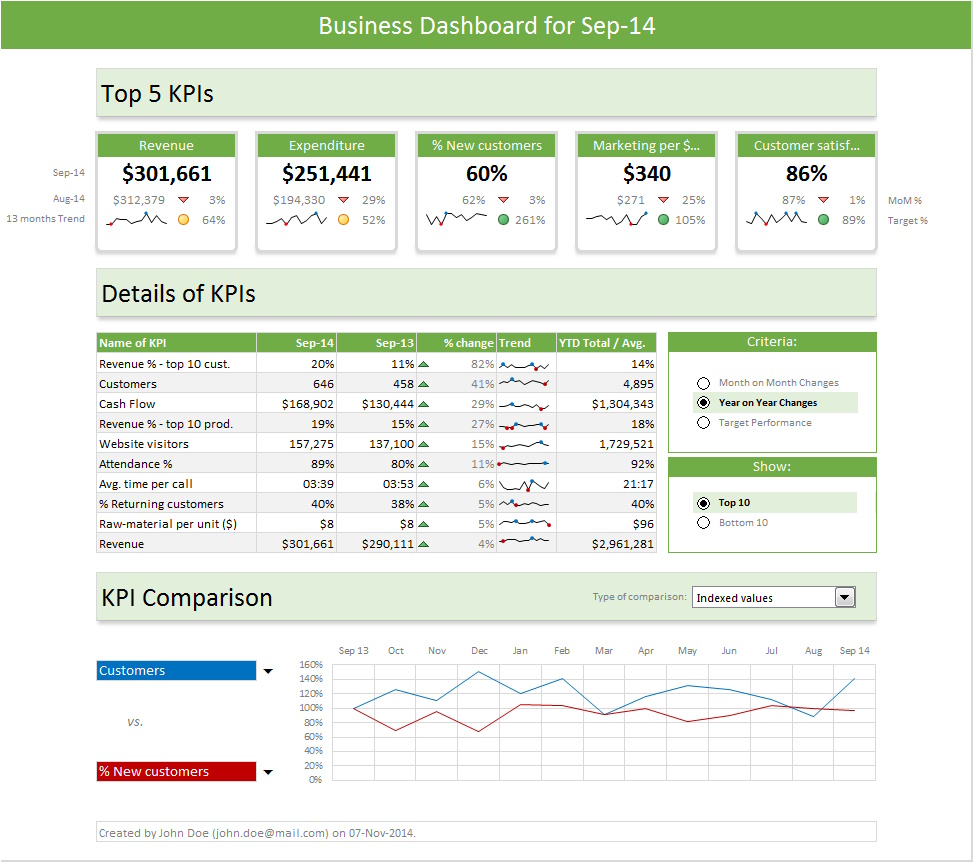 Business Dashboard for Sep-14
Top 5 KPIs
Revenue Expenditure % New customers Marketing per $... Customer satisf...
Sep-14 $301,661 $251,441 60% $340 86%
Aug-14 $312,379 3% $194,330 29% 62% 3% $271 25% 87% 1% MoM %
13 months Trend 64% 52% 261% 105% 89% Target %
Details of KPIs
Name of KPI Sep-14 Sep-13 % change Trend YTD Total / Avg.
Revenue % - top 10 cust. 20% 11% 82% 14%
Customers 646 458 41% 4,895
Cash Flow $168,902 $130,444 29% $1,304,343
Revenue % - top 10 prod. 19% 15% 27% 18%
Website visitors 157,275 137,100 15% 1,729,521
Attendance % 89% 80% 11% 92%
Avg. time per call 03:39 03:53 6% 21:17
% Returning customers 40% 38% 5% 40%
Raw-material per unit ($) $8 $8 5% $96
Revenue $301,661 $290,111 4% $2,961,281
Criteria:
Month on Month Changes
Year on Year Changes
Target Performance
Show:
Top 10
Bottom 10
KPI Comparison
Type of comparison: Indexed values
Customers
vs.
% New customers
Sep 13 Oct Nov Dec Jan Feb Mar Apr May Jun Jul Aug Sep 14
160%
140%
120%
100%
80%
60%
40%
20%
0%
Created by John Doe (john.doe@mail.com) on 07-Nov-2014.